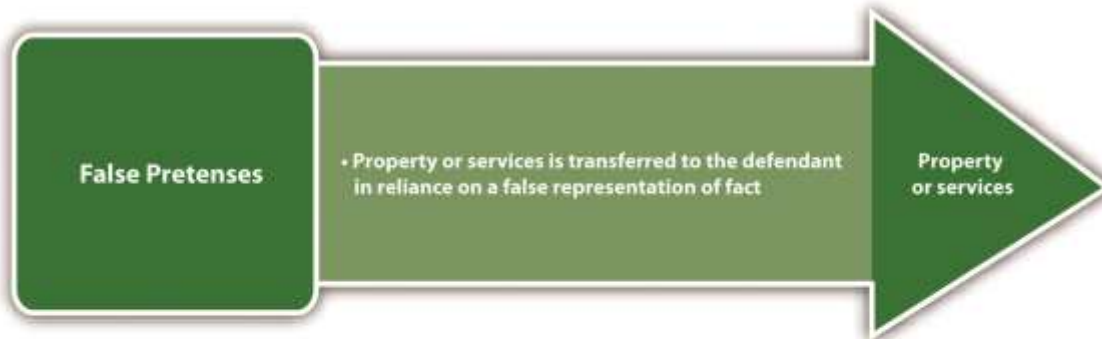 False Pretenses
• Property or services is transferred to the defendant
in reliance on a false representation of fact
Property
or services